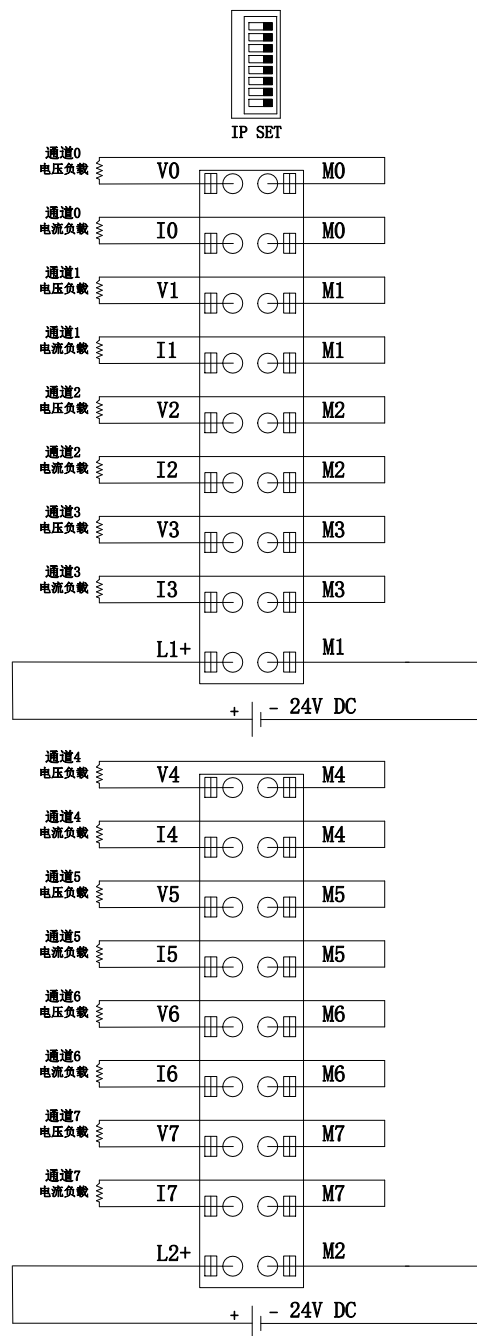 IP SET
通道0
电压负载
V0
M0
通道0
电流负载
I0
M0
通道1
电压负载
V1
M1
通道1
电流负载
I1
M1
通道2
电压负载
V2
M2
通道2
电流负载
I2
M2
通道3
电压负载
V3
M3
通道3
电流负载
I3
M3
L1+
M1
+
- 24V DC
通道4
电压负载
V4
M4
通道4
电流负载
I4
M4
通道5
电压负载
V5
M5
通道5
电流负载
I5
M5
通道6
电压负载
V6
M6
通道6
电流负载
I6
M6
通道7
电压负载
V7
M7
通道7
电流负载
I7
M7
L2+
M2
+
- 24V DC